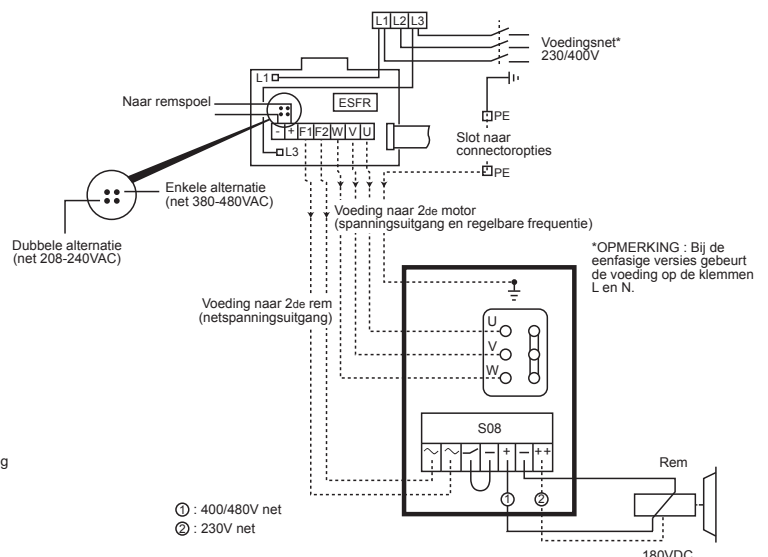 L1 L2 L3
Voedingsnet*
230/400V
L1
ESFR
Naar remspoel
- + F1 F2 W V U
L3
PE
Slot naar
connectoropties
PE
Enkele alternatie
(net 380-480VAC)
Dubbele alternatie
(net 208-240VAC)
Voeding naar 2de motor
(spanningsuitgang en regelbare frequentie)
*OPMERKING : Bij de
eenfasige versies gebeurt
de voeding op de klemmen
L en N.
Voeding naar 2de rem
(netspanningsuitgang)
U
V
W
S08
+ − ++
g
Rem
① : 400/480V net
② : 230V net
① ②
180VDC